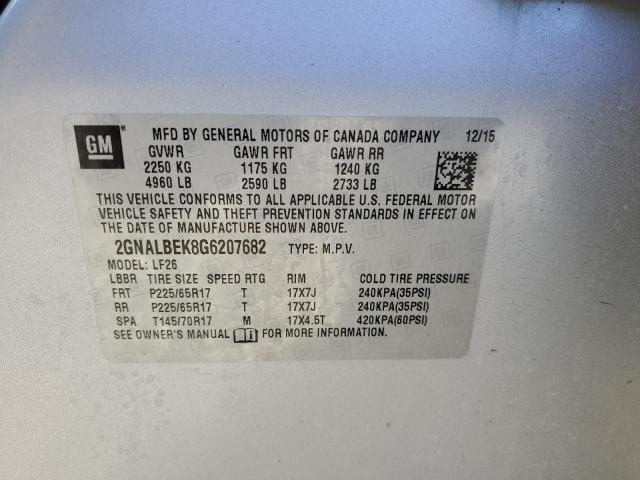 GM ® MFD BY GENERAL MOTORS OF CANADA COMPANY 12/15
GVWR GAWR FRT GAWR RR
2250 KG 1175 KG 1240 KG
4960 LB 2590 LB 2733 LB
THIS VEHICLE CONFORMS TO ALL APPLICABLE U.S. FEDERAL MOTOR
VEHICLE SAFETY AND THEFT PREVENTION STANDARDS IN EFFECT ON
THE DATE OF MANUFACTURE SHOWN ABOVE.
2GNALBEK8G6207682 TYPE: M.P.V.
MODEL: LF26
LBBR TIRE SIZE SPEED RTG RIM COLD TIRE PRESSURE
FRT P225/65R17 T 17X7J 240KPA(35PSI)
RR P225/65R17 T 17X7J 240KPA(35PSI)
SPA T145/70R17 M 17X4.5T 420KPA(60PSI)
SEE OWNER'S MANUAL FOR MORE INFORMATION.